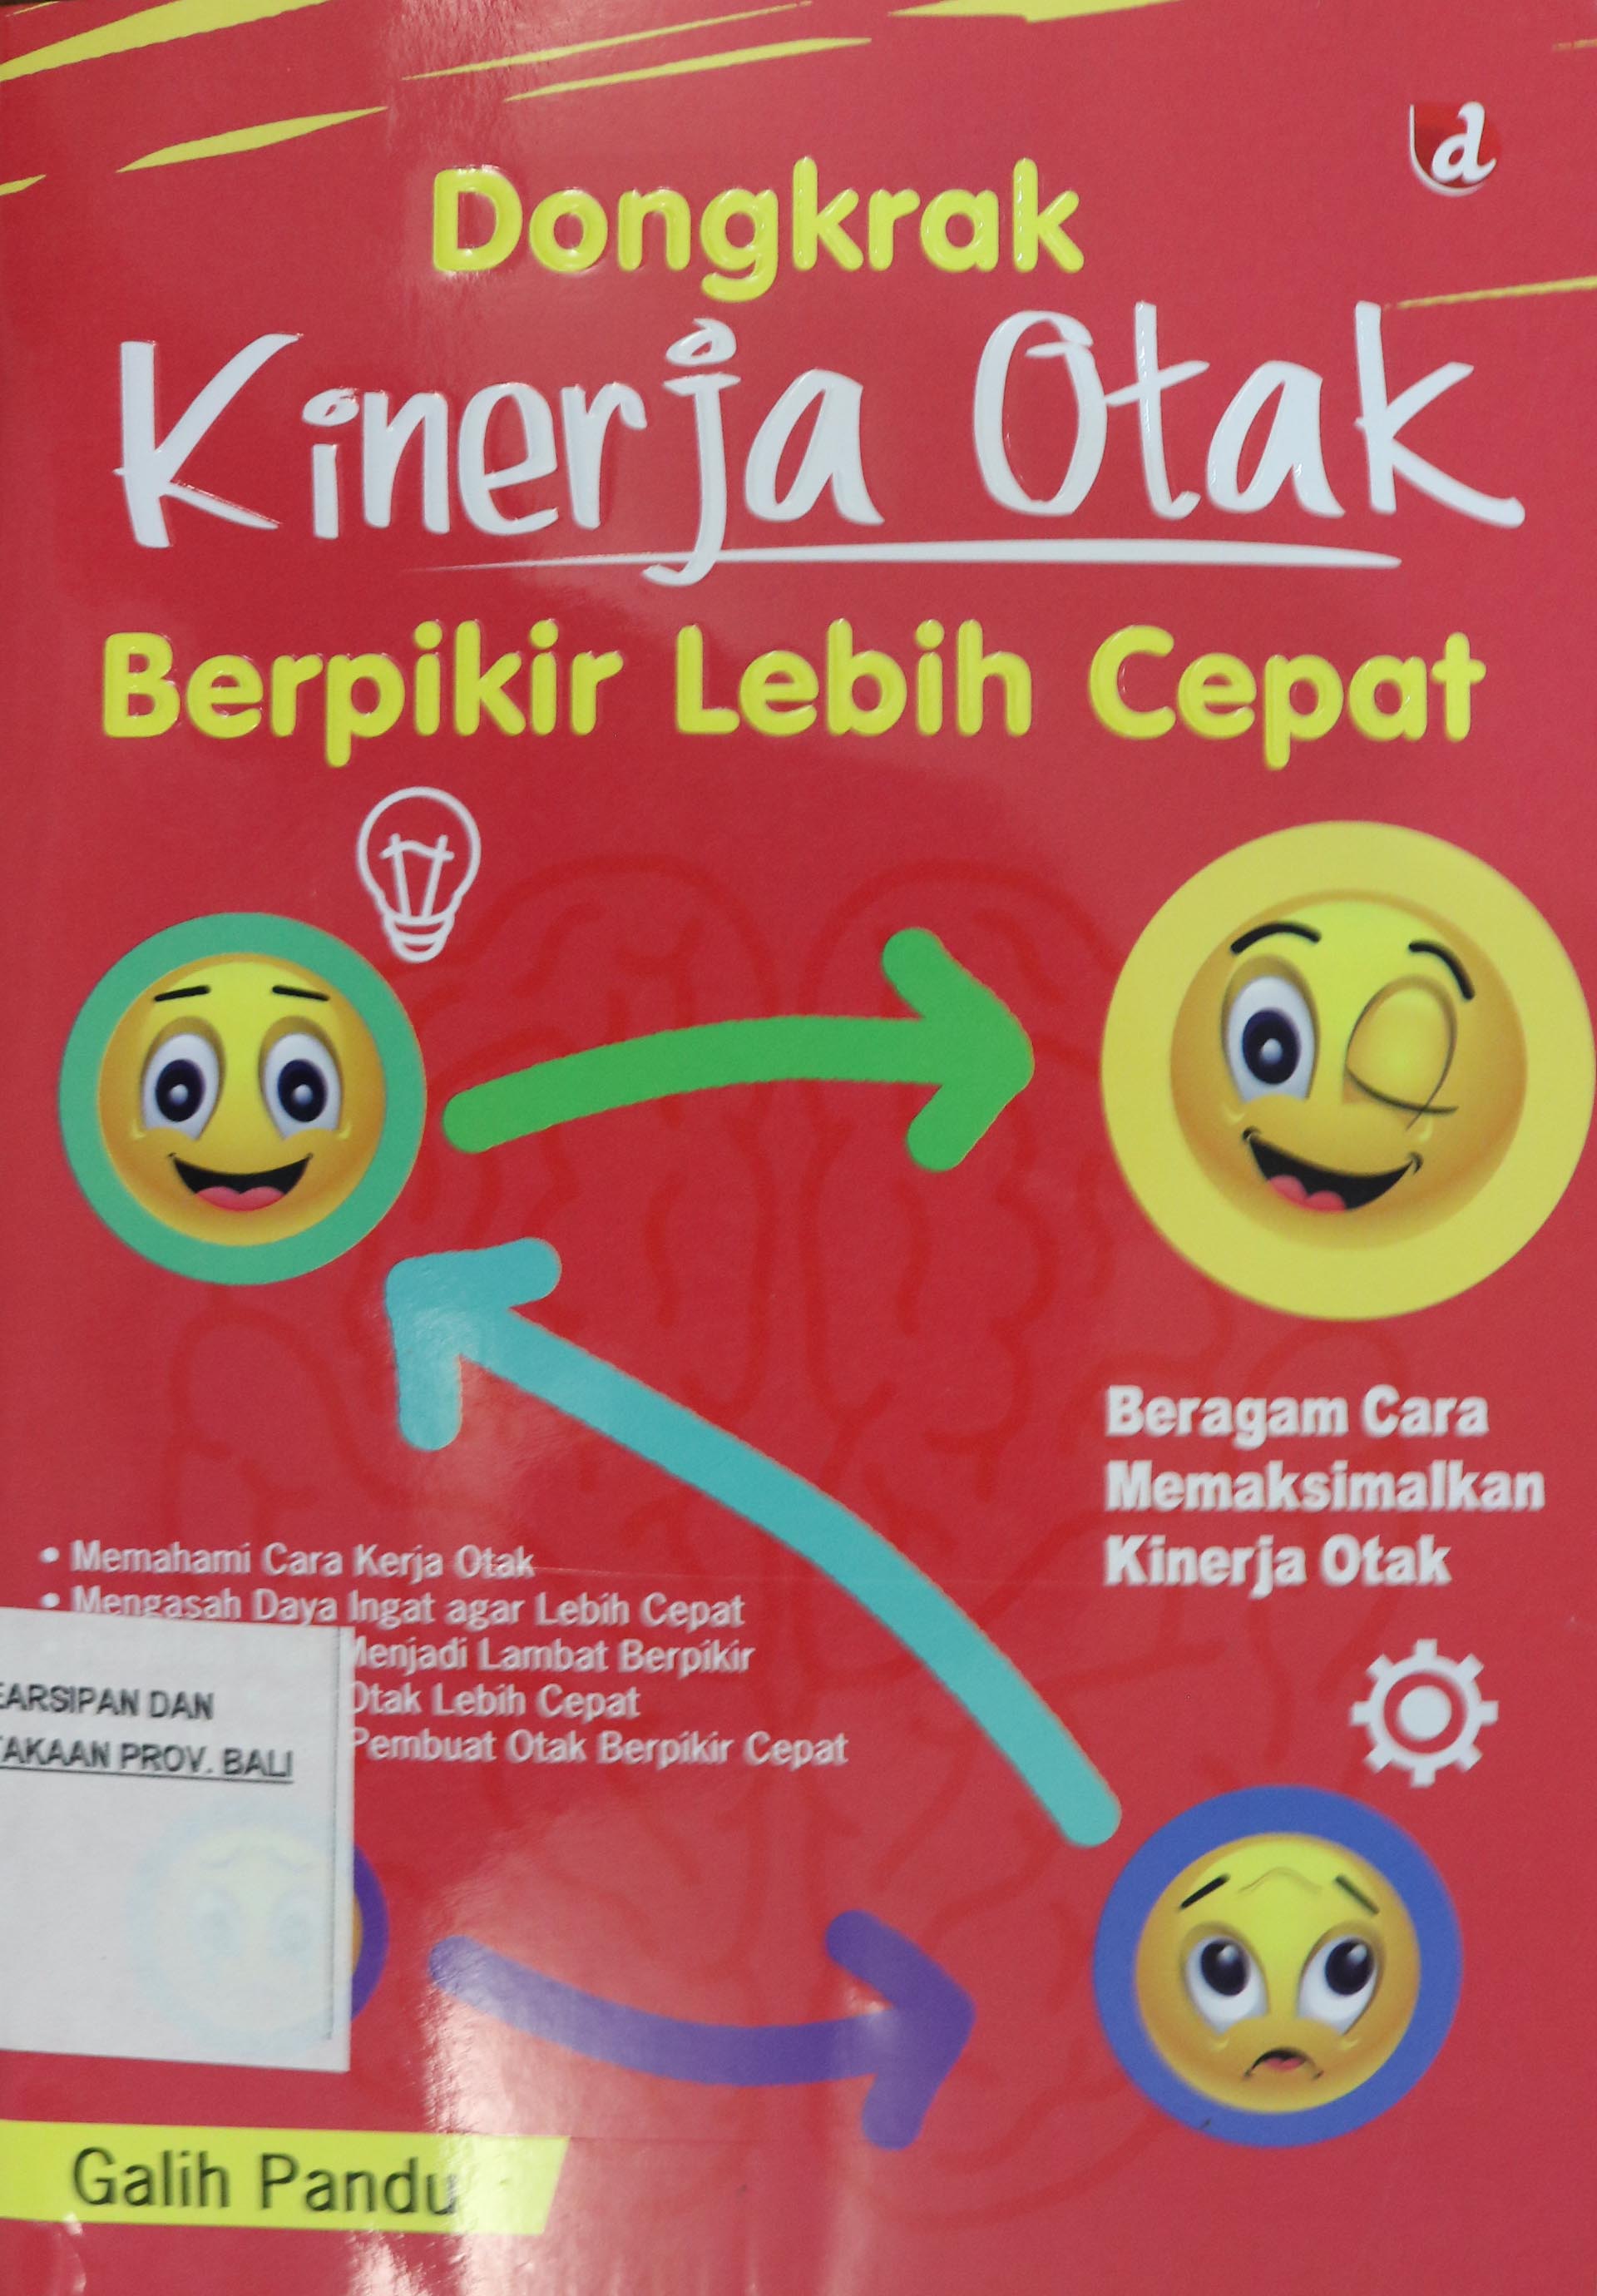 d
Dongkrak
Kinerja Otak
Berpikir Lebih Cepat
Beragam Cara
Memaksimalkan
Kinerja Otak
• Memahami Cara Kerja Otak
• Mengasah Daya Ingat agar Lebih Cepat
Menjadi Lambat Berpikir
Otak Lebih Cepat
Pembuat Otak Berpikir Cepat
EARSIPAN DAN
TAKAAN PROV. BALI
Galih Pandu